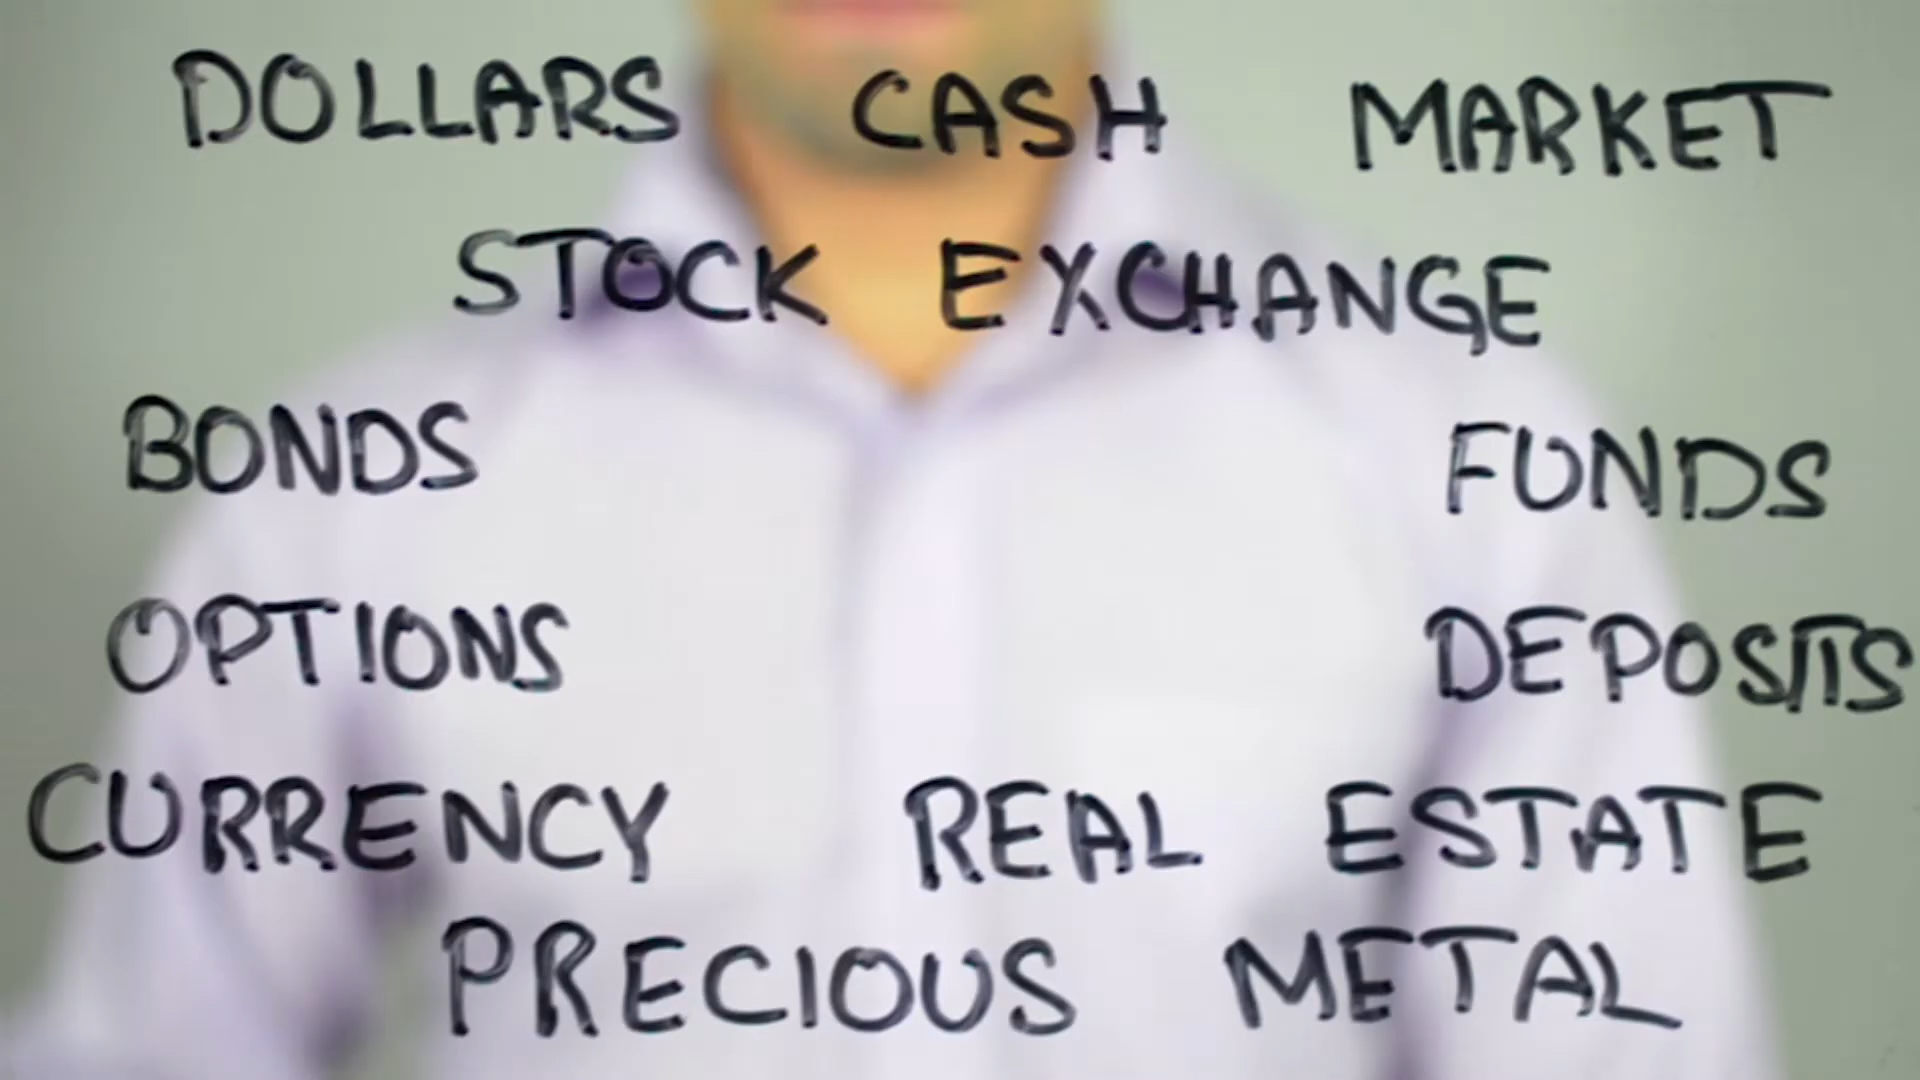 DOLLARS CASH MARKET
STOCK EXCHANGE
BONDS FUNDS
OPTIONS DEPOSITS
CURRENCY REAL ESTATE
PRECIOUS METAL